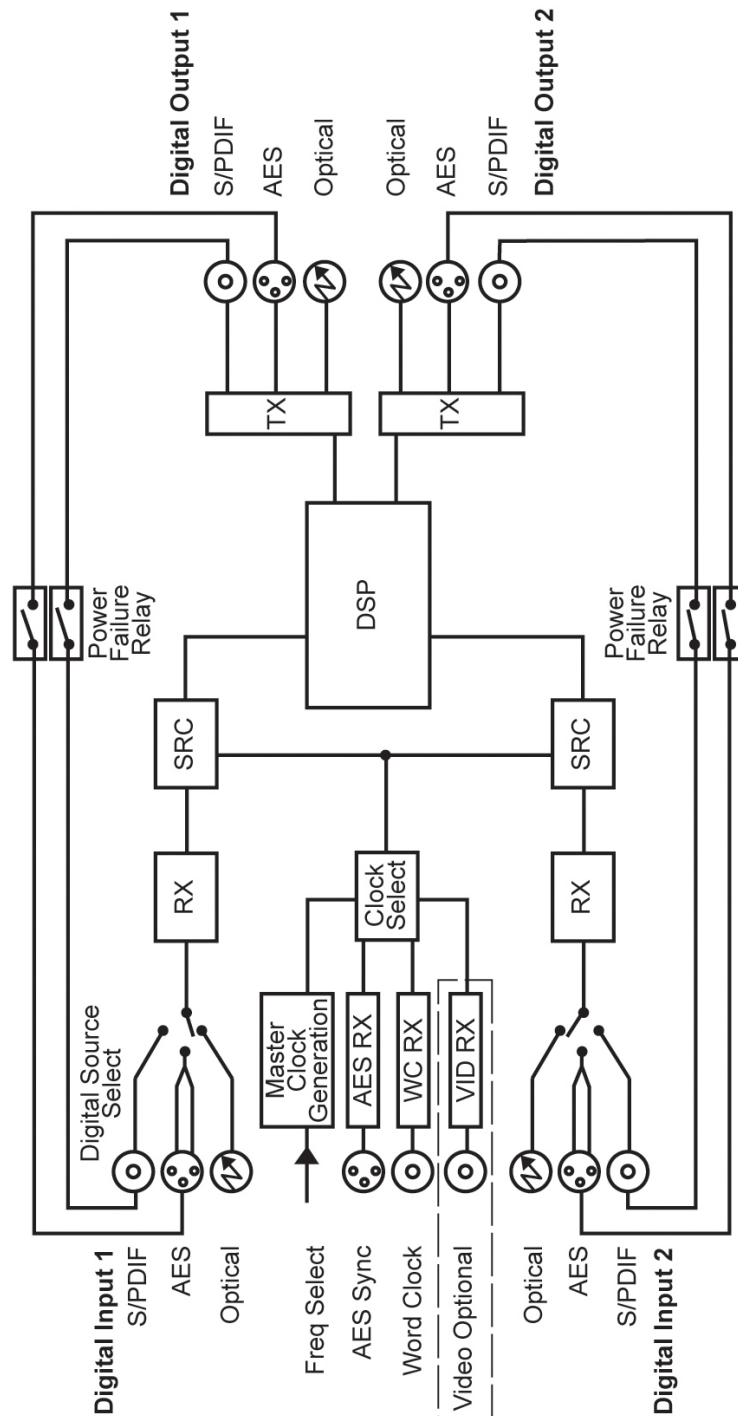 Digital Input 1
S/PDIF
AES
Optical
Digital Source
Select
RX
SRC
Power
Failure
Relay
Freq Select
AES Sync
Word Clock
Video Optional
Master
Clock
Generation
AES RX
WC RX
VID RX
Clock
Select
DSP
TX
TX
Digital Output 1
S/PDIF
AES
Optical
Optical
AES
S/PDIF
Digital Output 2
Optical
AES
S/PDIF
Digital Input 2
RX
SRC
Power
Failure
Relay